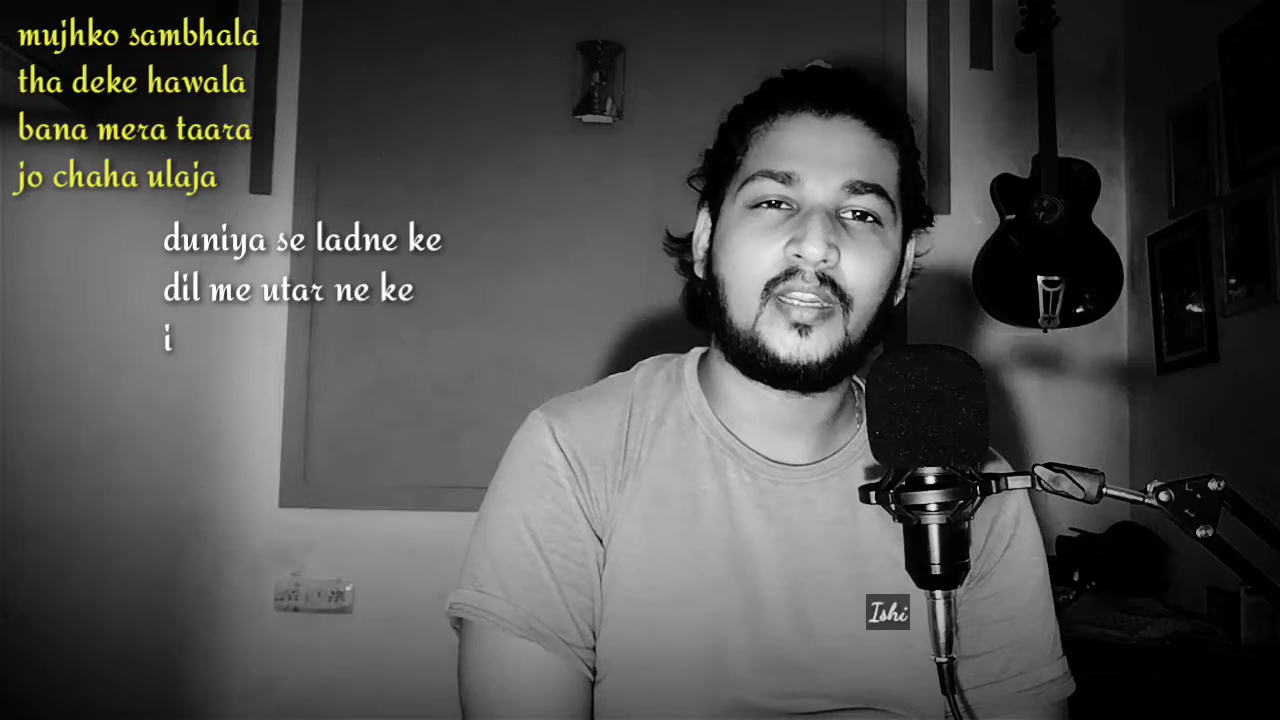 mujhko sambhala
tha deke hawala
bana mera taara
jo chaha ulaja
duniya se ladne ke
dil me utar ne ke
i
Ishi